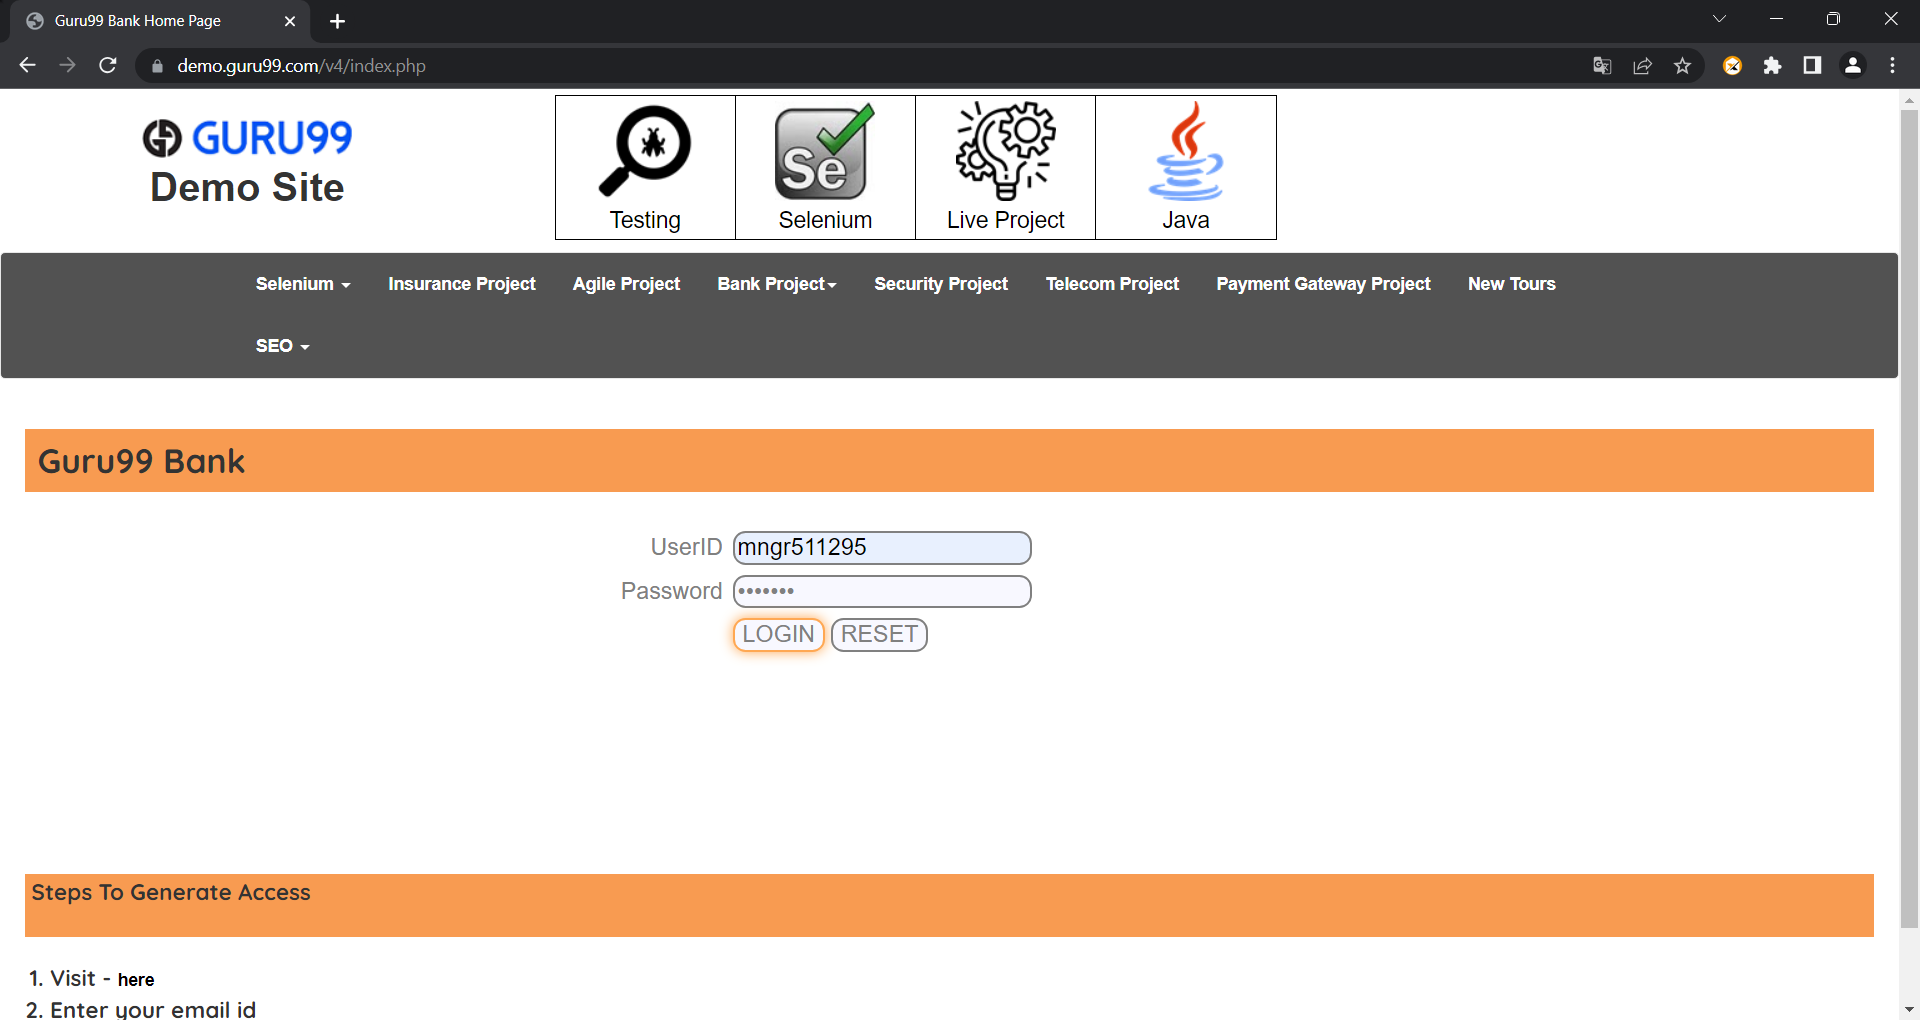 Guru99 Bank Home Page
demo.guru99.com/v4/index.php
GURU99
Demo Site
Se
Testing
Selenium
Live Project
Java
Selenium
Insurance Project
Agile Project
Bank Project
Security Project
Telecom Project
Payment Gateway Project
New Tours
SEO
Guru99 Bank
UserID
mngr511295
Password
•••••••
LOGIN
RESET
Steps To Generate Access
1. Visit - here
2. Enter your email id